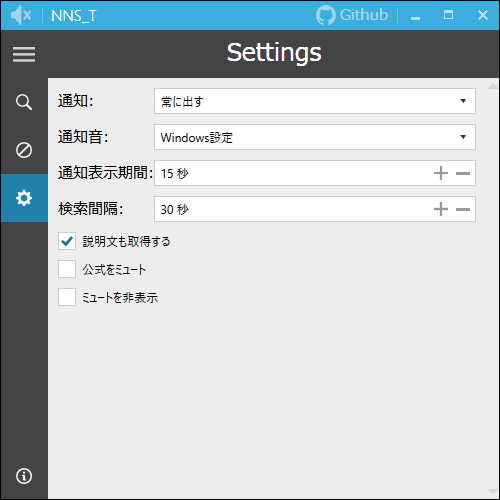 NNS_T
Github
Settings
通知: 常に出す
通知音: Windows設定
通知表示期間: 15 秒
検索間隔: 30 秒
説明文も取得する
公式をミュート
ミュートを非表示